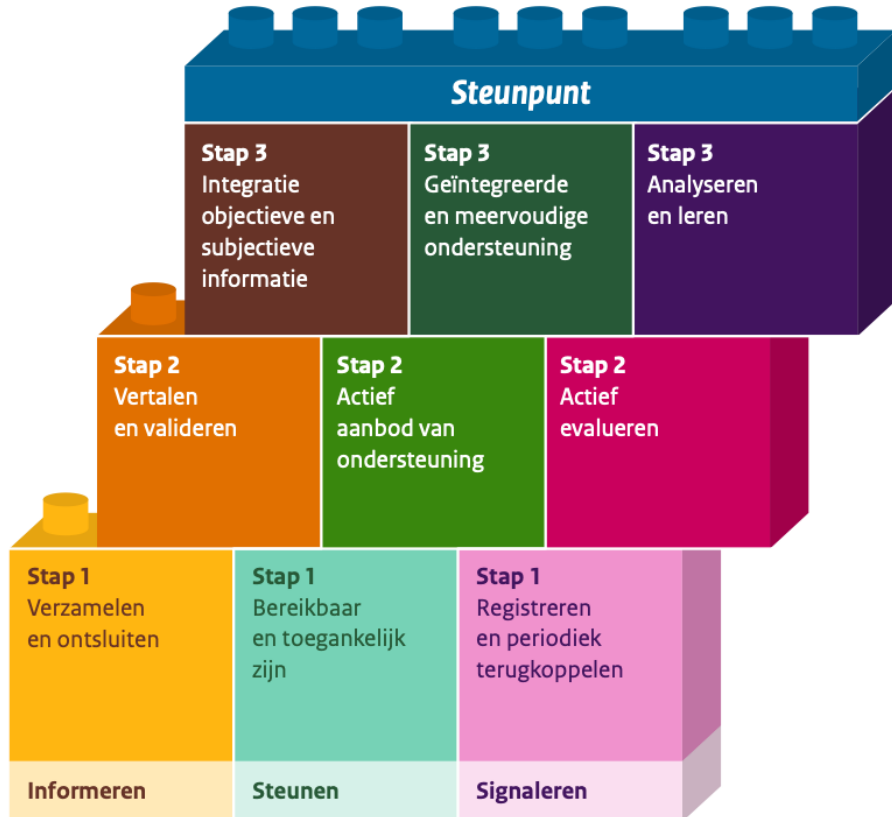 Steunpunt
Stap 3
Integratie
objectieve en
subjectieve
informatie
Stap 3
Geïntegreerde
en meervoudige
ondersteuning
Stap 3
Analyseren
en leren
Stap 2
Vertalen
en valideren
Stap 2
Actief
aanbod van
ondersteuning
Stap 2
Actief
evalueren
Stap 1
Verzamelen
en ontsluiten
Stap 1
Bereikbaar
en toegankelijk
zijn
Stap 1
Registreren
en periodiek
terugkoppelen
Informeren
Steunen
Signaleren